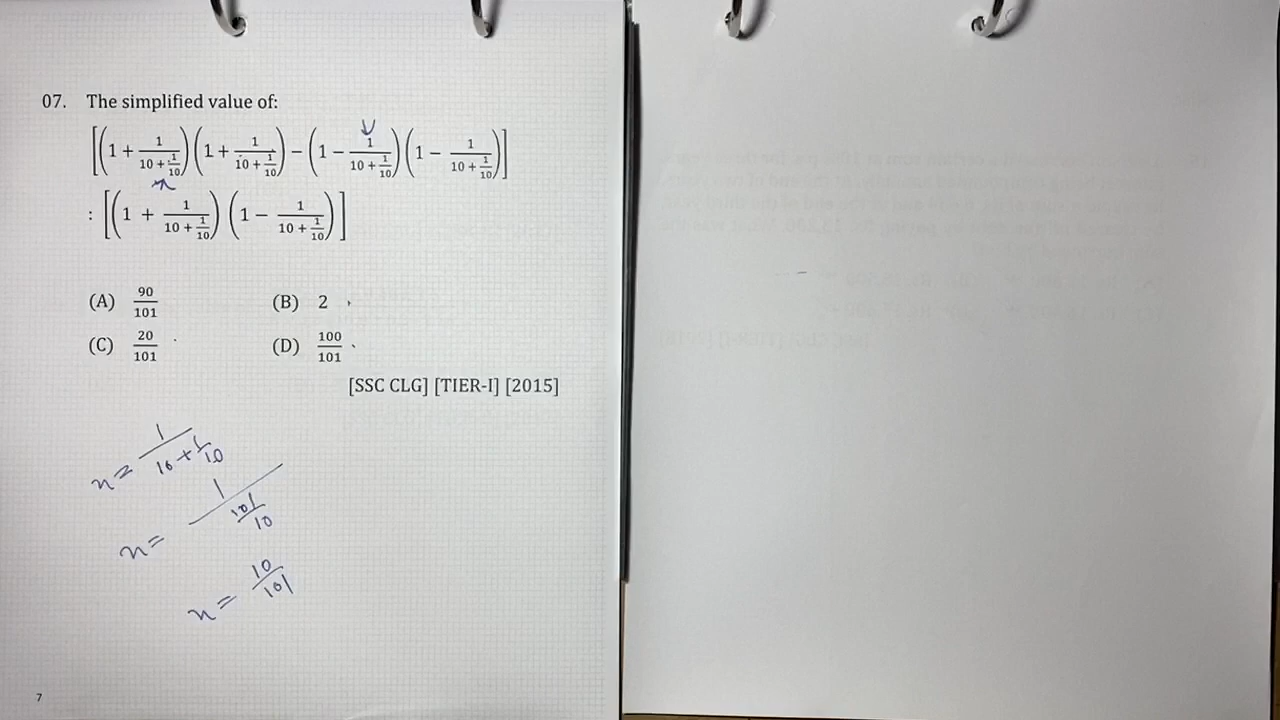 07. The simplified value of:
[(1 + 1/(10 + 1/10))(1 + 1/(10 + 1/10)) − (1 − 1/(10 + 1/10))(1 − 1/(10 + 1/10))]
: [(1 + 1/(10 + 1/10))(1 − 1/(10 + 1/10))]
(A) 90/101 (B) 2
(C) 20/101 (D) 100/101
[SSC CLG] [TIER-I] [2015]
x = 1/(10 + 1/10)
x = 1/(101/10)
x = 10/101
7